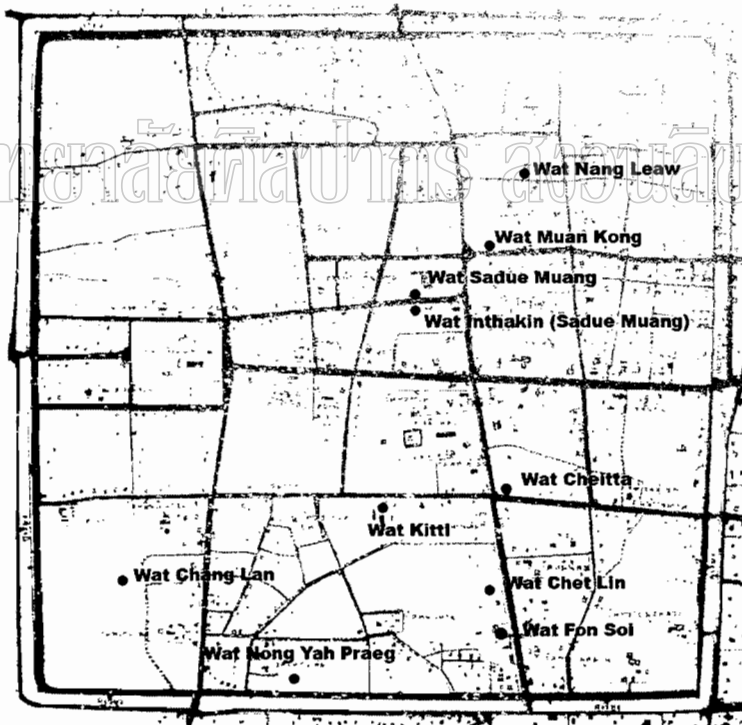 Wat Nang Leaw
Wat Muan Kong
Wat Sadue Muang
Wat Inthakin (Sadue Muang)
Wat Cheitta
Wat Kitti
Wat Chang Lan
Wat Chet Lin
Wat Fon Soi
Wat Nong Yah Praeg